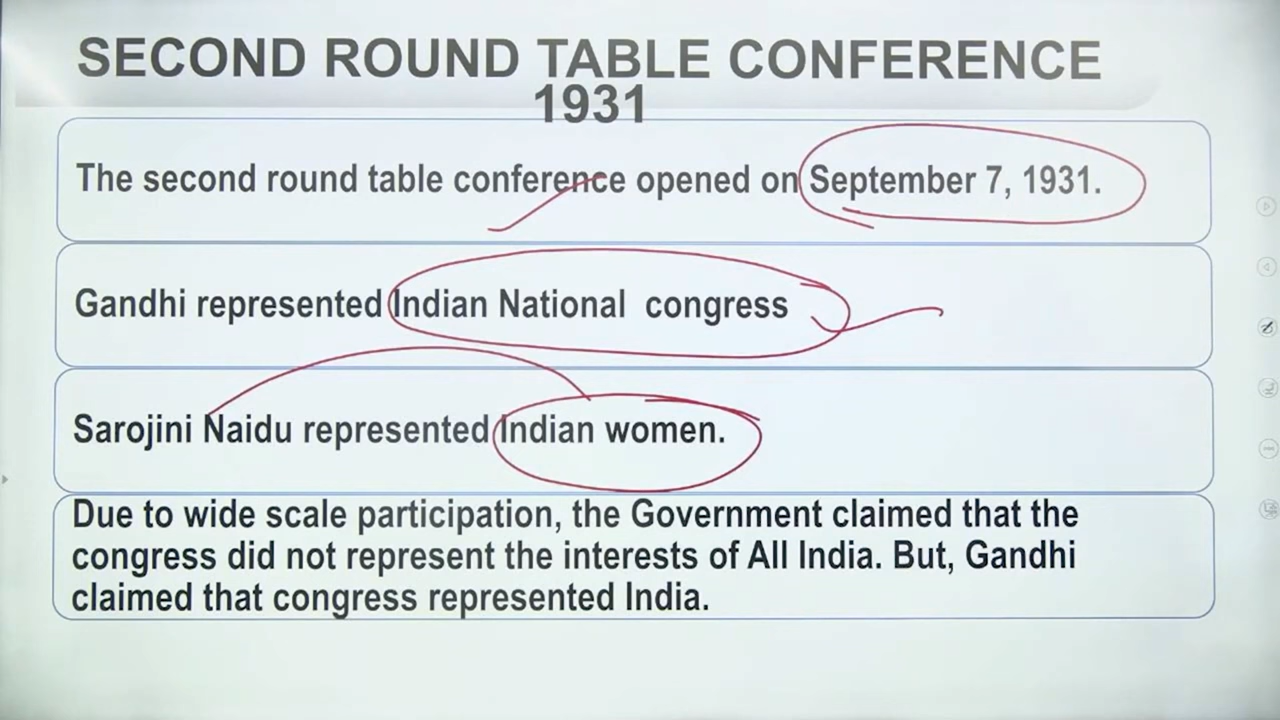 SECOND ROUND TABLE CONFERENCE
1931
The second round table conference opened on September 7, 1931.
Gandhi represented Indian National congress
Sarojini Naidu represented Indian women.
Due to wide scale participation, the Government claimed that the
congress did not represent the interests of All India. But, Gandhi
claimed that congress represented India.